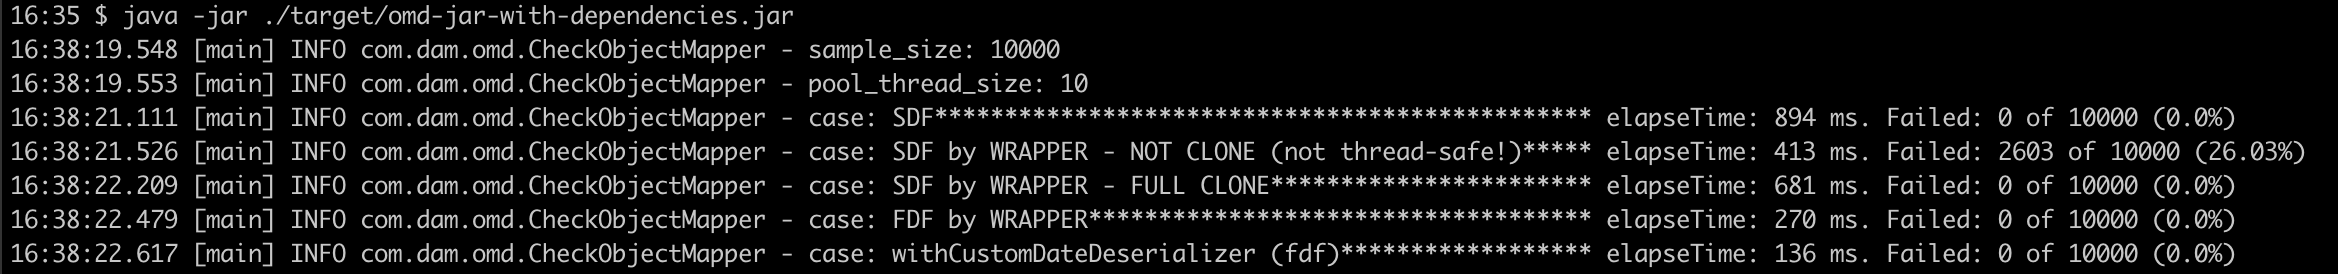 16:35 $ java -jar ./target/omd-jar-with-dependencies.jar
16:38:19.548 [main] INFO com.dam.omd.CheckObjectMapper - sample_size: 10000
16:38:19.553 [main] INFO com.dam.omd.CheckObjectMapper - pool_thread_size: 10
16:38:21.111 [main] INFO com.dam.omd.CheckObjectMapper - case: SDF*********************************************** elapseTime: 894 ms. Failed: 0 of 10000 (0.0%)
16:38:21.526 [main] INFO com.dam.omd.CheckObjectMapper - case: SDF by WRAPPER - NOT CLONE (not thread-safe!)***** elapseTime: 413 ms. Failed: 2603 of 10000 (26.03%)
16:38:22.209 [main] INFO com.dam.omd.CheckObjectMapper - case: SDF by WRAPPER - FULL CLONE*********************** elapseTime: 681 ms. Failed: 0 of 10000 (0.0%)
16:38:22.479 [main] INFO com.dam.omd.CheckObjectMapper - case: FDF by WRAPPER************************************ elapseTime: 270 ms. Failed: 0 of 10000 (0.0%)
16:38:22.617 [main] INFO com.dam.omd.CheckObjectMapper - case: withCustomDateDeserializer (fdf)****************** elapseTime: 136 ms. Failed: 0 of 10000 (0.0%)